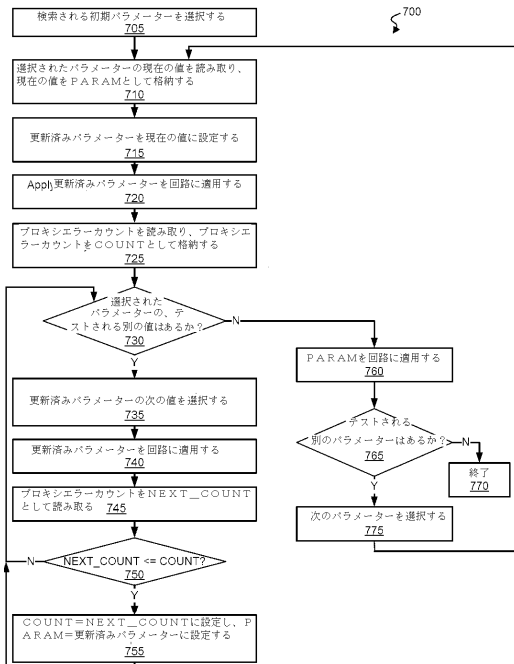 700
検索される初期パラメーターを選択する
705
選択されたパラメーターの現在の値を読み取り、
現在の値をＰＡＲＡＭとして格納する
710
更新済みパラメーターを現在の値に設定する
715
Apply更新済みパラメーターを回路に適用する
720
プロキシエラーカウントを読み取り、プロキシエ
ラーカウントをＣＯＵＮＴとして格納する
725
選択された
パラメーターの、テ
ストされる別の値はあるか？
730
N
Y
更新済みパラメーターの次の値を選択する
735
更新済みパラメーターを回路に適用する
740
プロキシエラーカウントをＮＥＸＴ＿ＣＯＵＮＴ
として読み取る 745
NEXT_COUNT <= COUNT?
750
N
Y
ＣＯＵＮＴ＝ＮＥＸＴ＿ＣＯＵＮＴに設定し、Ｐ
ＡＲＡＭ＝更新済みパラメーターに設定する
755
ＰＡＲＡＭを回路に適用する
760
テストされる
別のパラメーターはあるか？
765
N
Y
終了
770
次のパラメーターを選択する
775